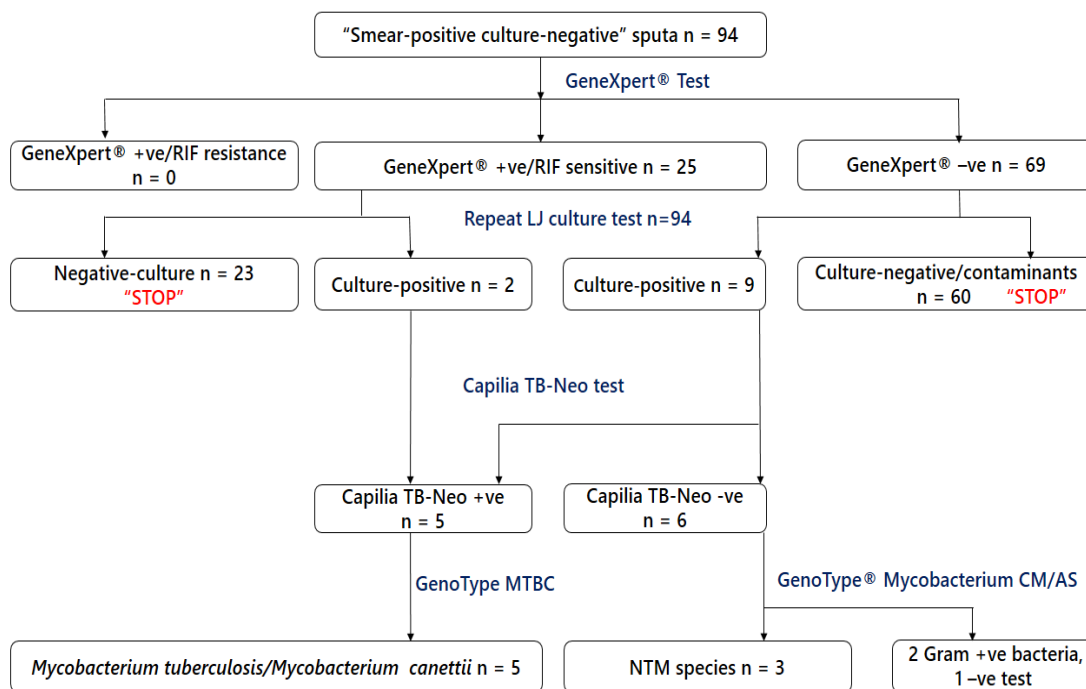 “Smear-positive culture-negative” sputa n = 94
GeneXpert® Test
GeneXpert® +ve/RIF resistance
n = 0
GeneXpert® +ve/RIF sensitive n = 25
GeneXpert® –ve n = 69
Repeat LJ culture test n=94
Negative-culture n = 23
“STOP”
Culture-positive n = 2
culture-positive n = 9
Culture-negative/contaminants
n = 60 “STOP”
Capilia TB-Neo test
Capilia TB-Neo +ve
n = 5
Capilia TB-Neo -ve
n = 6
GenoType MTBC
GenoType® Mycobacterium CM/AS
Mycobacterium tuberculosis/Mycobacterium canettii n = 5
NTM species n = 3
2 Gram +ve bacteria,
1 –ve test